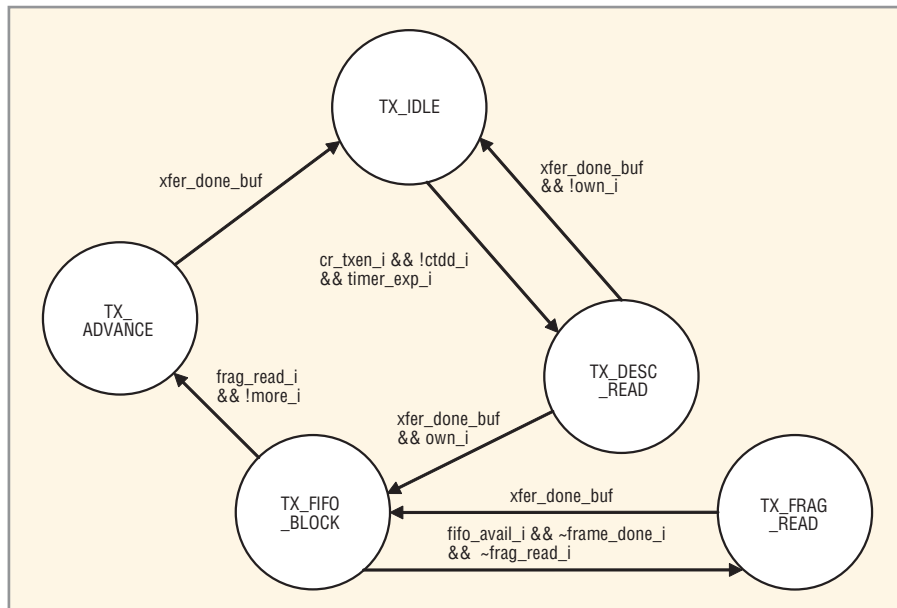 TX_IDLE
xfer_done_buf
xfer_done_buf
&& !own_i
cr_txen_i && !ctdd_i
&& timer_exp_i
TX_
ADVANCE
TX_DESC
_READ
frag_read_i
&& !more_i
xfer_done_buf
&& own_i
TX_FIFO
_BLOCK
xfer_done_buf
TX_FRAG
_READ
fifo_avail_i && ~frame_done_i
&& ~frag_read_i